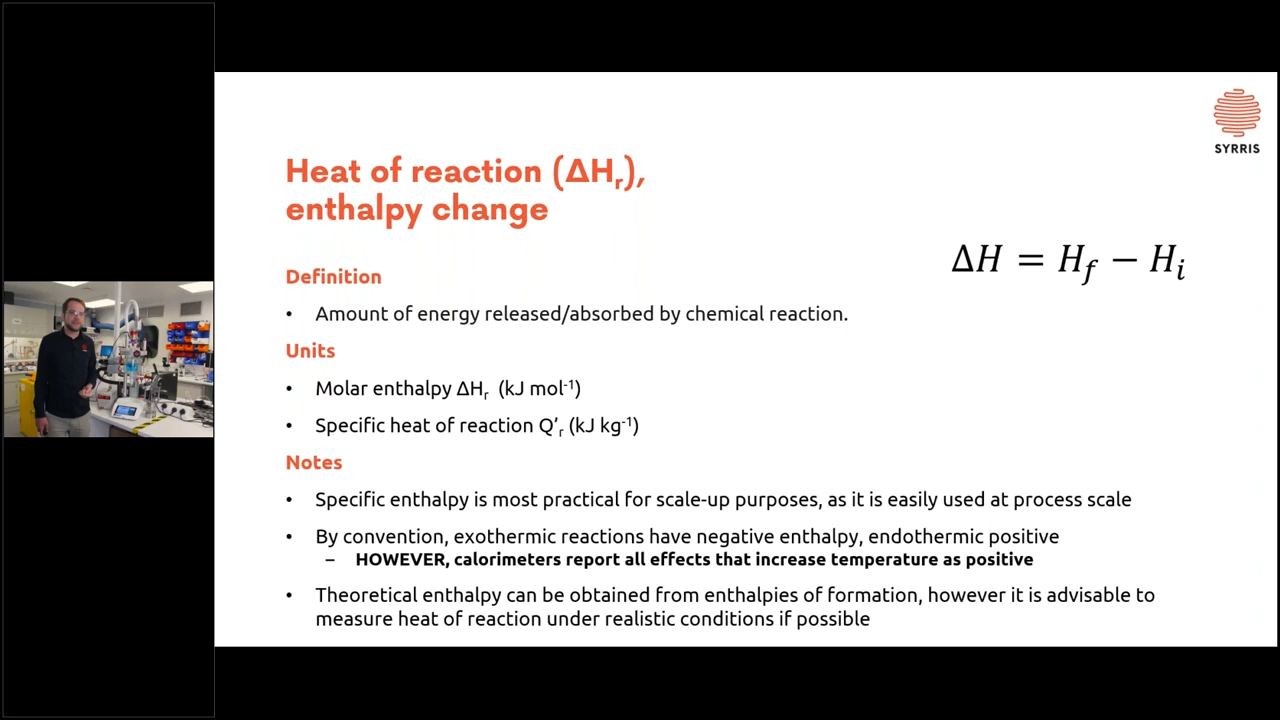 SYRRIS
Heat of reaction (ΔHr),
enthalpy change
ΔH = Hf − Hi
Definition
• Amount of energy released/absorbed by chemical reaction.
Units
• Molar enthalpy ΔHr (kJ mol-1)
• Specific heat of reaction Q’r (kJ kg-1)
Notes
• Specific enthalpy is most practical for scale-up purposes, as it is easily used at process scale
• By convention, exothermic reactions have negative enthalpy, endothermic positive
– HOWEVER, calorimeters report all effects that increase temperature as positive
• Theoretical enthalpy can be obtained from enthalpies of formation, however it is advisable to
measure heat of reaction under realistic conditions if possible